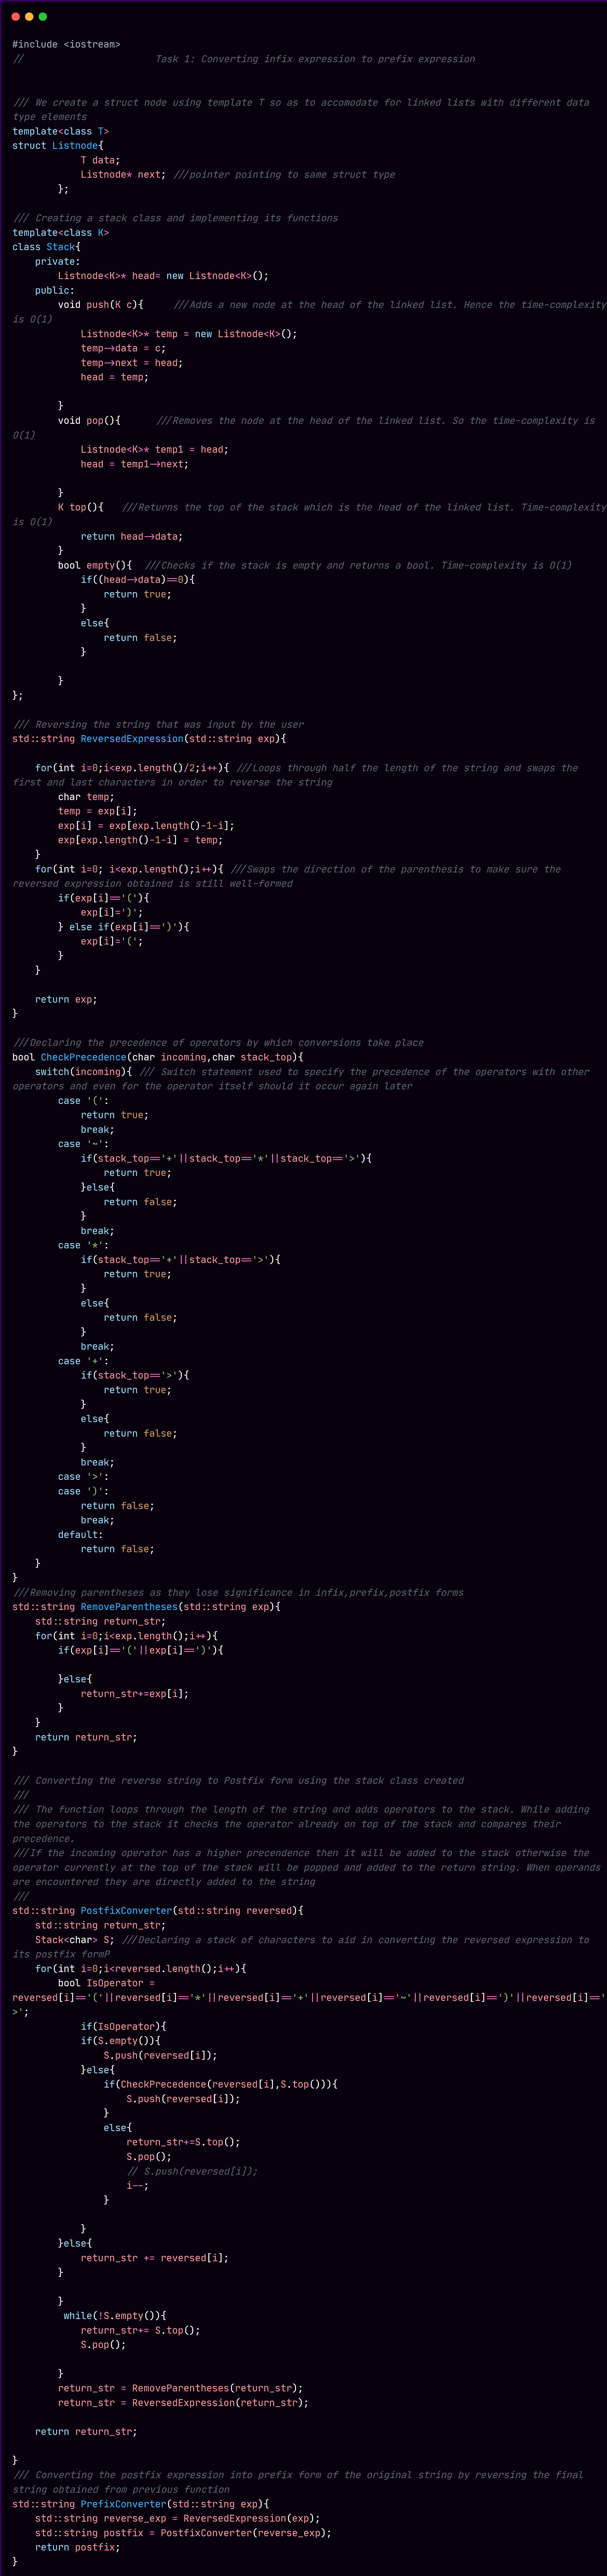 #include <iostream>
//                       Task 1: Converting infix expression to prefix expression
/// We create a struct node using template T so as to accomodate for linked lists with different data
type elements
template<class T>
struct Listnode{
            T data;
            Listnode* next; ///pointer pointing to same struct type
        };
/// Creating a stack class and implementing its functions
template<class K>
class Stack{
    private:
        Listnode<K>* head= new Listnode<K>();
    public:
        void push(K c){     ///Adds a new node at the head of the linked list. Hence the time-complexity
is O(1)
            Listnode<K>* temp = new Listnode<K>();
            temp->data = c;
            temp->next = head;
            head = temp;
        }
        void pop(){      ///Removes the node at the head of the linked list. So the time-complexity is
O(1)
            Listnode<K>* temp1 = head;
            head = temp1->next;
        }
        K top(){   ///Returns the top of the stack which is the head of the linked list. Time-complexity
is O(1)
            return head->data;
        }
        bool empty(){  ///Checks if the stack is empty and returns a bool. Time-complexity is O(1)
            if((head->data)==0){
                return true;
            }
            else{
                return false;
            }
        }
};
/// Reversing the string that was input by the user
std::string ReversedExpression(std::string exp){
    for(int i=0;i<exp.length()/2;i++){ ///Loops through half the length of the string and swaps the
first and last characters in order to reverse the string
        char temp;
        temp = exp[i];
        exp[i] = exp[exp.length()-1-i];
        exp[exp.length()-1-i] = temp;
    }
    for(int i=0; i<exp.length();i++){ ///Swaps the direction of the parenthesis to make sure the
reversed expression obtained is still well-formed
        if(exp[i]=='('){
            exp[i]=')';
        } else if(exp[i]==')'){
            exp[i]='(';
        }
    }
    return exp;
}
///Declaring the precedence of operators by which conversions take place
bool CheckPrecedence(char incoming,char stack_top){
    switch(incoming){ /// Switch statement used to specify the precedence of the operators with other
operators and even for the operator itself should it occur again later
        case '(':
            return true;
            break;
        case '~':
            if(stack_top=='+'||stack_top=='*'||stack_top=='>'){
                return true;
            }else{
                return false;
            }
            break;
        case '*':
            if(stack_top=='+'||stack_top=='>'){
                return true;
            }
            else{
                return false;
            }
            break;
        case '+':
            if(stack_top=='>'){
                return true;
            }
            else{
                return false;
            }
            break;
        case '>':
        case ')':
            return false;
            break;
        default:
            return false;
    }
}
///Removing parentheses as they lose significance in infix,prefix,postfix forms
std::string RemoveParentheses(std::string exp){
    std::string return_str;
    for(int i=0;i<exp.length();i++){
        if(exp[i]=='('||exp[i]==')'){
        }else{
            return_str+=exp[i];
        }
    }
    return return_str;
}
/// Converting the reverse string to Postfix form using the stack class created
///
/// The function loops through the length of the string and adds operators to the stack. While adding
the operators to the stack it checks the operator already on top of the stack and compares their
precedence.
///If the incoming operator has a higher precendence then it will be added to the stack otherwise the
operator currently at the top of the stack will be popped and added to the return string. When operands
are encountered they are directly added to the string
///
std::string PostfixConverter(std::string reversed){
    std::string return_str;
    Stack<char> S; ///Declaring a stack of characters to aid in converting the reversed expression to
its postfix formP
    for(int i=0;i<reversed.length();i++){
        bool IsOperator =
reversed[i]=='('||reversed[i]=='*'||reversed[i]=='+'||reversed[i]=='~'||reversed[i]==')'||reversed[i]=='
>';
            if(IsOperator){
            if(S.empty()){
                S.push(reversed[i]);
            }else{
                if(CheckPrecedence(reversed[i],S.top())){
                    S.push(reversed[i]);
                }
                else{
                    return_str+=S.top();
                    S.pop();
                    // S.push(reversed[i]);
                    i--;
                }
            }
        }else{
            return_str += reversed[i];
        }
        }
         while(!S.empty()){
            return_str+= S.top();
            S.pop();
        }
        return_str = RemoveParentheses(return_str);
        return_str = ReversedExpression(return_str);
    return return_str;
}
/// Converting the postfix expression into prefix form of the original string by reversing the final
string obtained from previous function
std::string PrefixConverter(std::string exp){
    std::string reverse_exp = ReversedExpression(exp);
    std::string postfix = PostfixConverter(reverse_exp);
    return postfix;
}